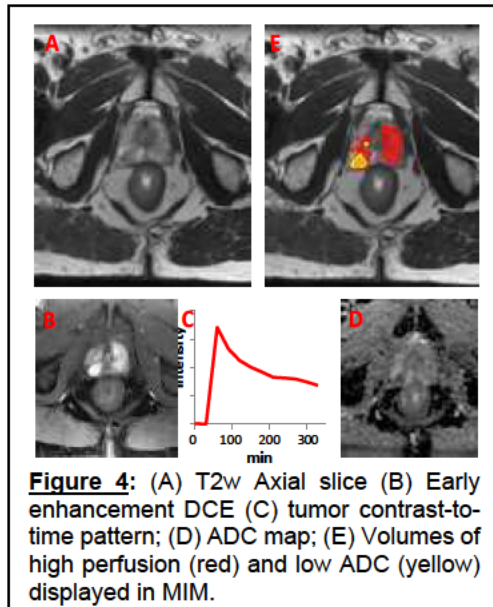 A
E
B
C
D
Intensity
0 100 200 300
min
Figure 4: (A) T2w Axial slice (B) Early
enhancement DCE (C) tumor contrast-to-
time pattern; (D) ADC map; (E) Volumes of
high perfusion (red) and low ADC (yellow)
displayed in MIM.